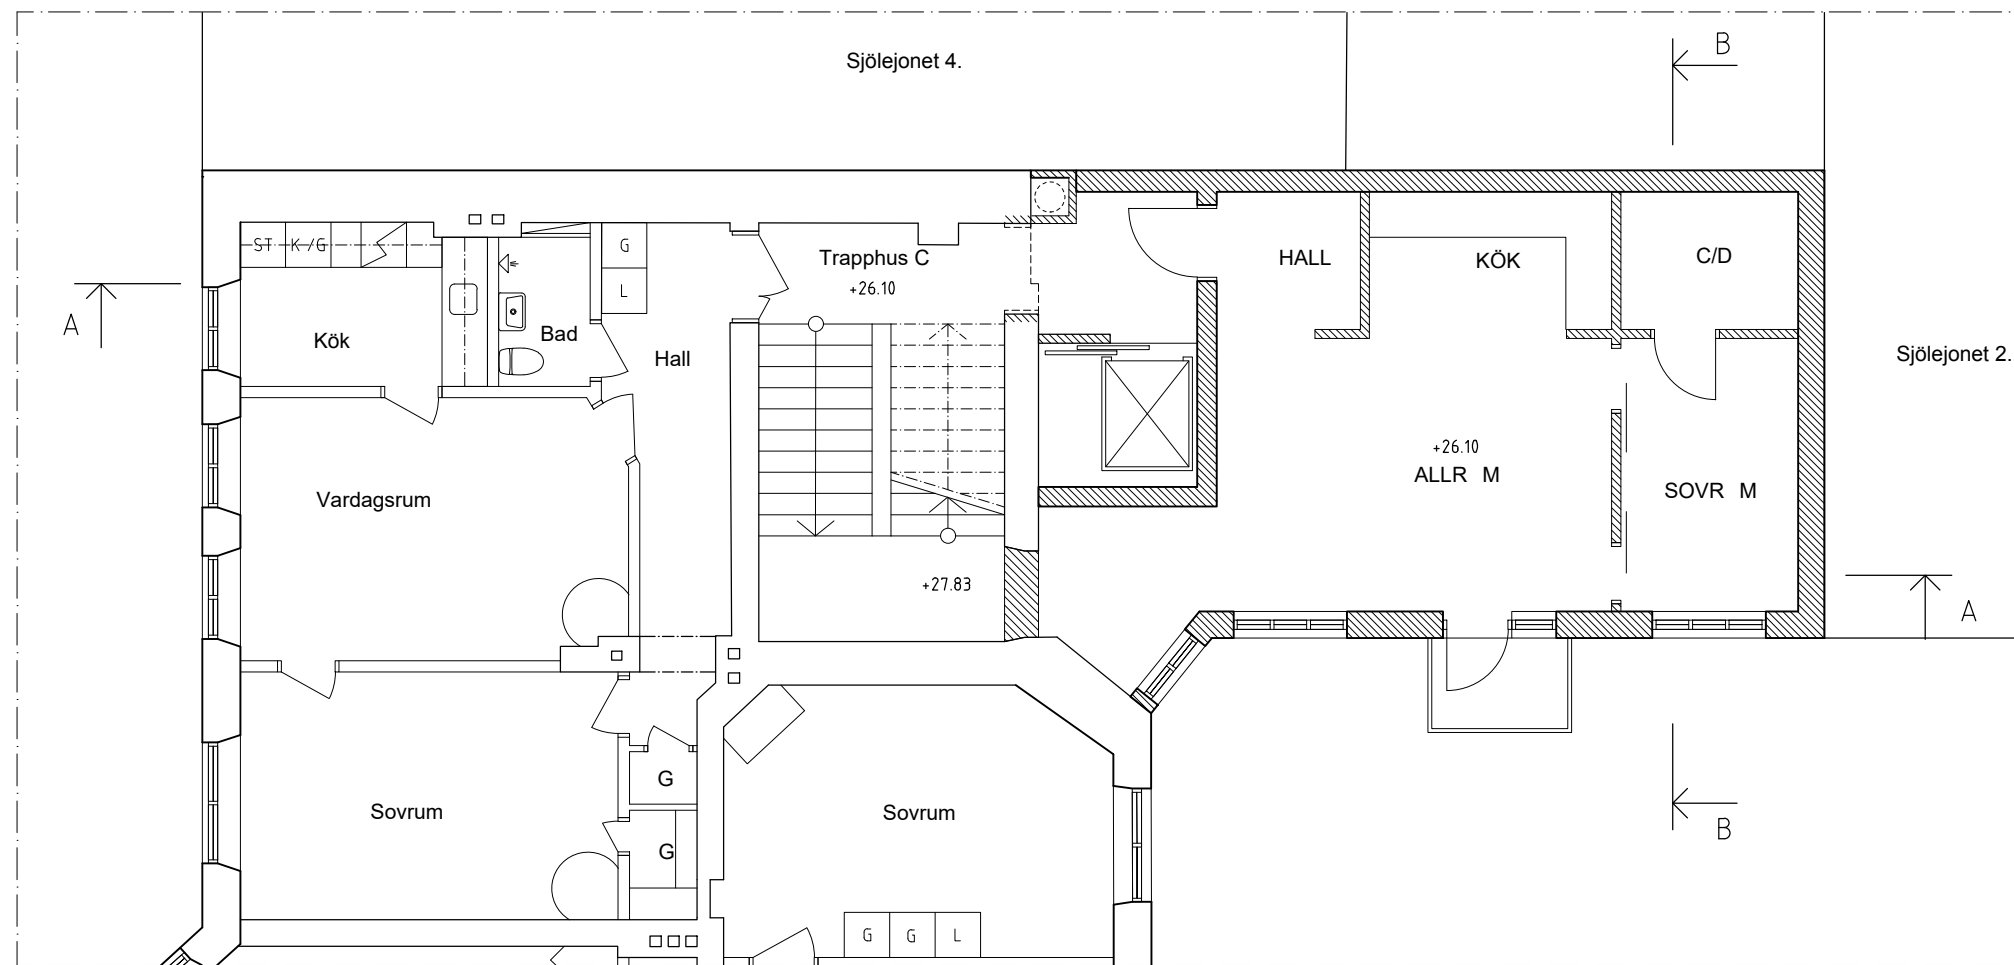 B
Sjölejonet 4.
ST K/G
G
Trapphus C
HALL
KÖK
C/D
L
+26.10
A
Kök
Bad
Hall
Sjölejonet 2.
+26.10
ALLR M
SOVR M
Vardagsrum
+27.83
A
G
Sovrum
Sovrum
B
G
G G L